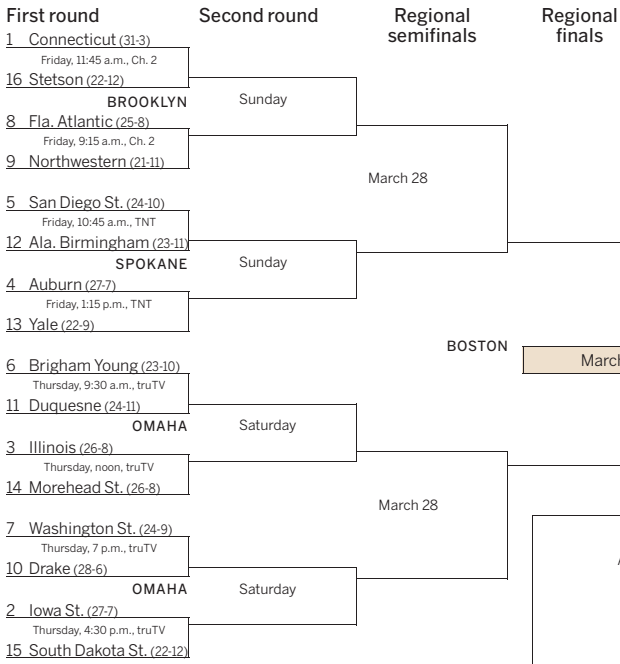 First round
Second round
Regional
semifinals
Regional
finals
1 Connecticut (31-3)
Friday, 11:45 a.m., Ch. 2
16 Stetson (22-12)
BROOKLYN
Sunday
8 Fla. Atlantic (25-8)
Friday, 9:15 a.m., Ch. 2
9 Northwestern (21-11)
March 28
5 San Diego St. (24-10)
Friday, 10:45 a.m., TNT
12 Ala. Birmingham (23-11)
SPOKANE
Sunday
4 Auburn (27-7)
Friday, 1:15 p.m., TNT
13 Yale (22-9)
BOSTON
6 Brigham Young (23-10)
Thursday, 9:30 a.m., truTV
11 Duquesne (24-11)
OMAHA
Saturday
3 Illinois (26-8)
Thursday, noon, truTV
14 Morehead St. (26-8)
March 28
7 Washington St. (24-9)
Thursday, 7 p.m., truTV
10 Drake (28-6)
OMAHA
Saturday
2 Iowa St. (27-7)
Thursday, 4:30 p.m., truTV
15 South Dakota St. (22-12)